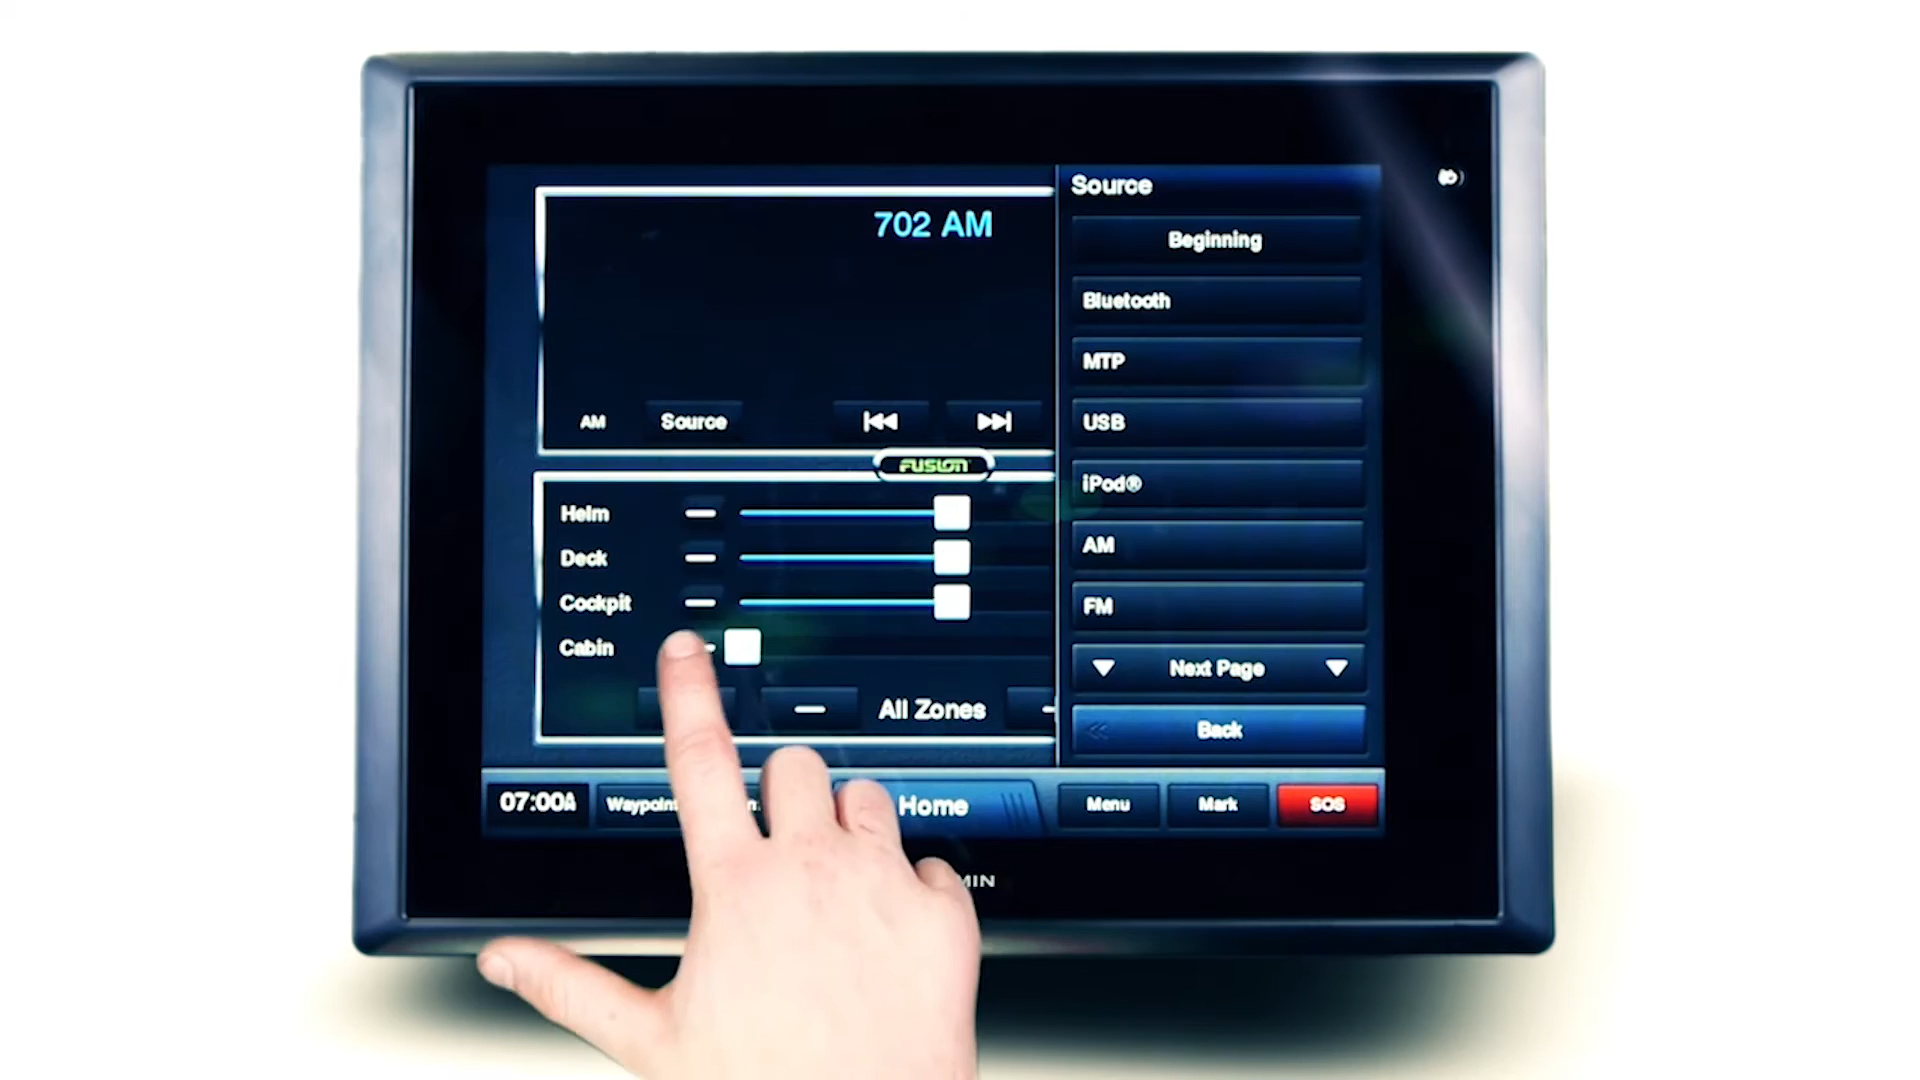 702 AM
AM
Source
FUSION
Helm
Deck
Cockpit
Cabin
All Zones
Source
Beginning
Bluetooth
MTP
USB
iPod®
AM
FM
Next Page
Back
07:00A
Home
Menu
Mark
SOS